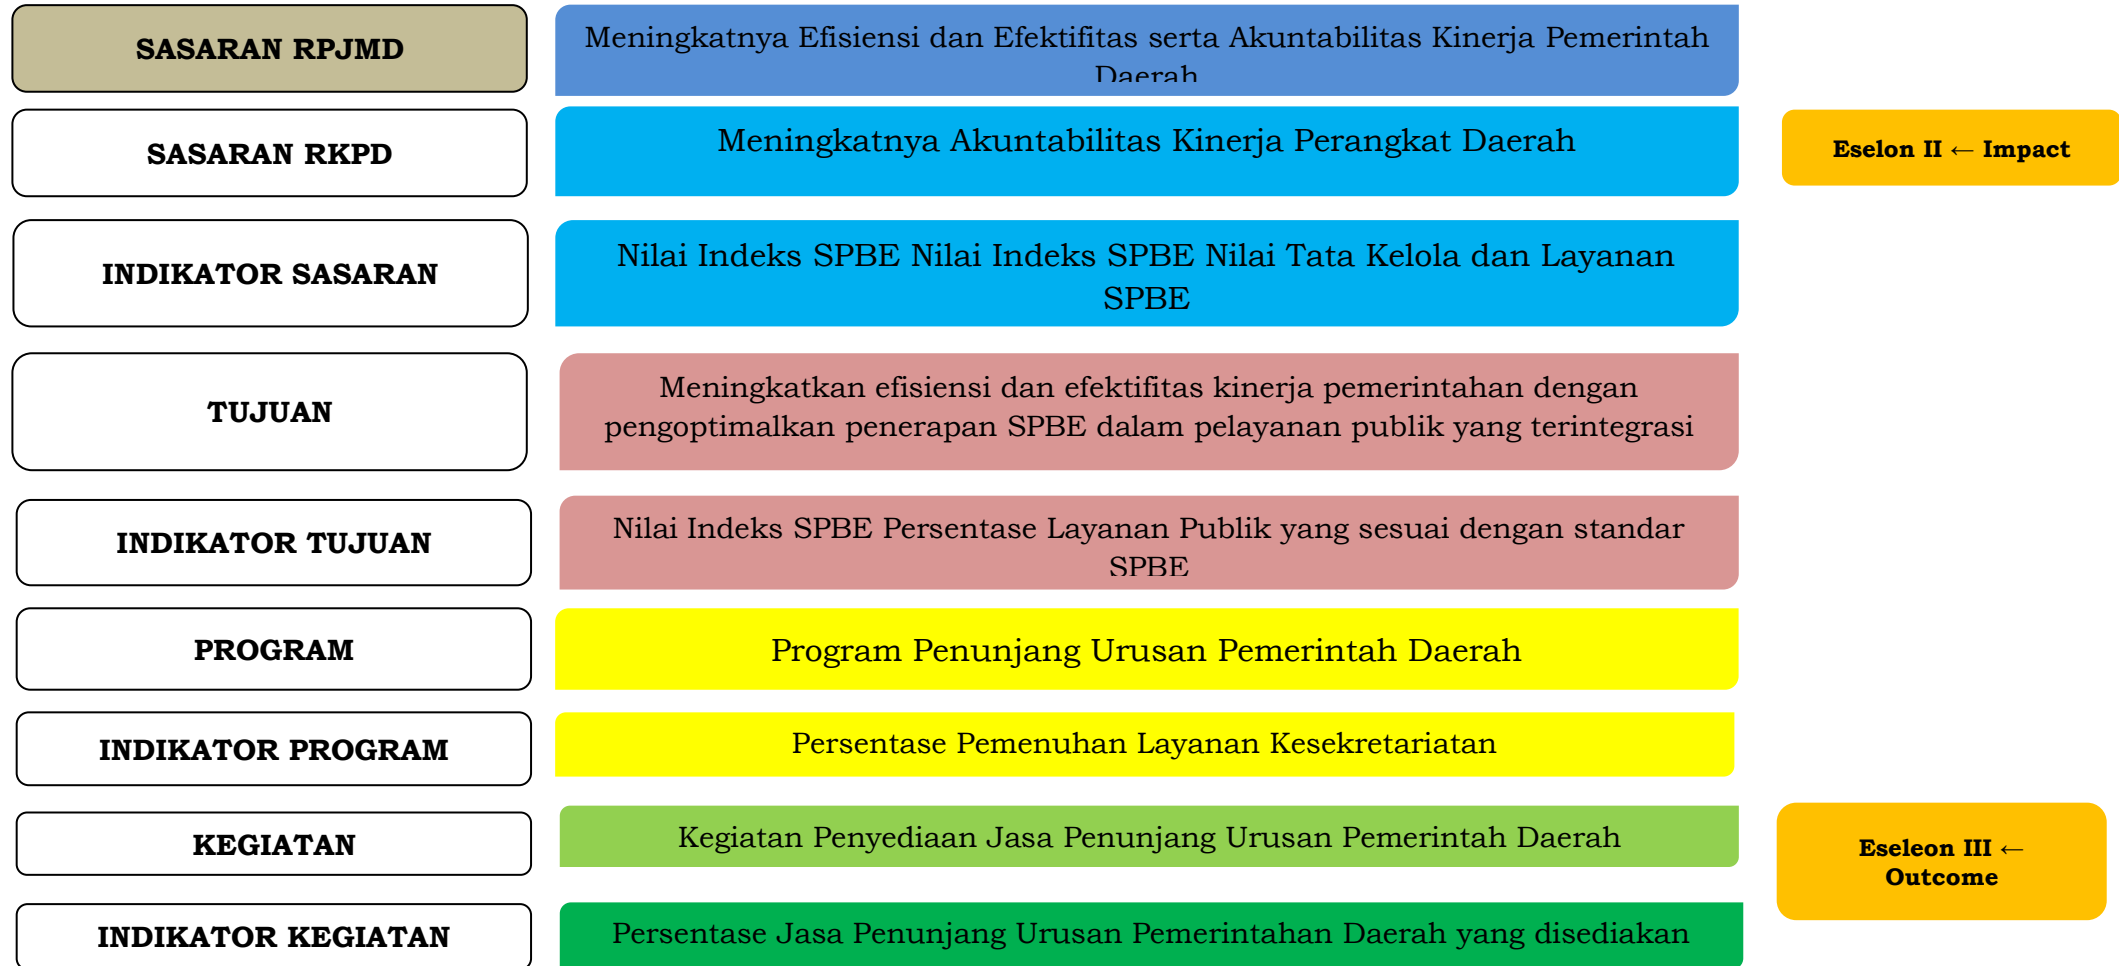 SASARAN RPJMD
Meningkatnya Efisiensi dan Efektifitas serta Akuntabilitas Kinerja Pemerintah
Daerah
SASARAN RKPD
Meningkatnya Akuntabilitas Kinerja Perangkat Daerah
Eselon II ← Impact
INDIKATOR SASARAN
Nilai Indeks SPBE Nilai Indeks SPBE Nilai Tata Kelola dan Layanan
SPBE
TUJUAN
Meningkatkan efisiensi dan efektifitas kinerja pemerintahan dengan
pengoptimalkan penerapan SPBE dalam pelayanan publik yang terintegrasi
INDIKATOR TUJUAN
Nilai Indeks SPBE Persentase Layanan Publik yang sesuai dengan standar
SPBE
PROGRAM
Program Penunjang Urusan Pemerintah Daerah
INDIKATOR PROGRAM
Persentase Pemenuhan Layanan Kesekretariatan
KEGIATAN
Kegiatan Penyediaan Jasa Penunjang Urusan Pemerintah Daerah
Eseleon III ←
Outcome
INDIKATOR KEGIATAN
Persentase Jasa Penunjang Urusan Pemerintahan Daerah yang disediakan